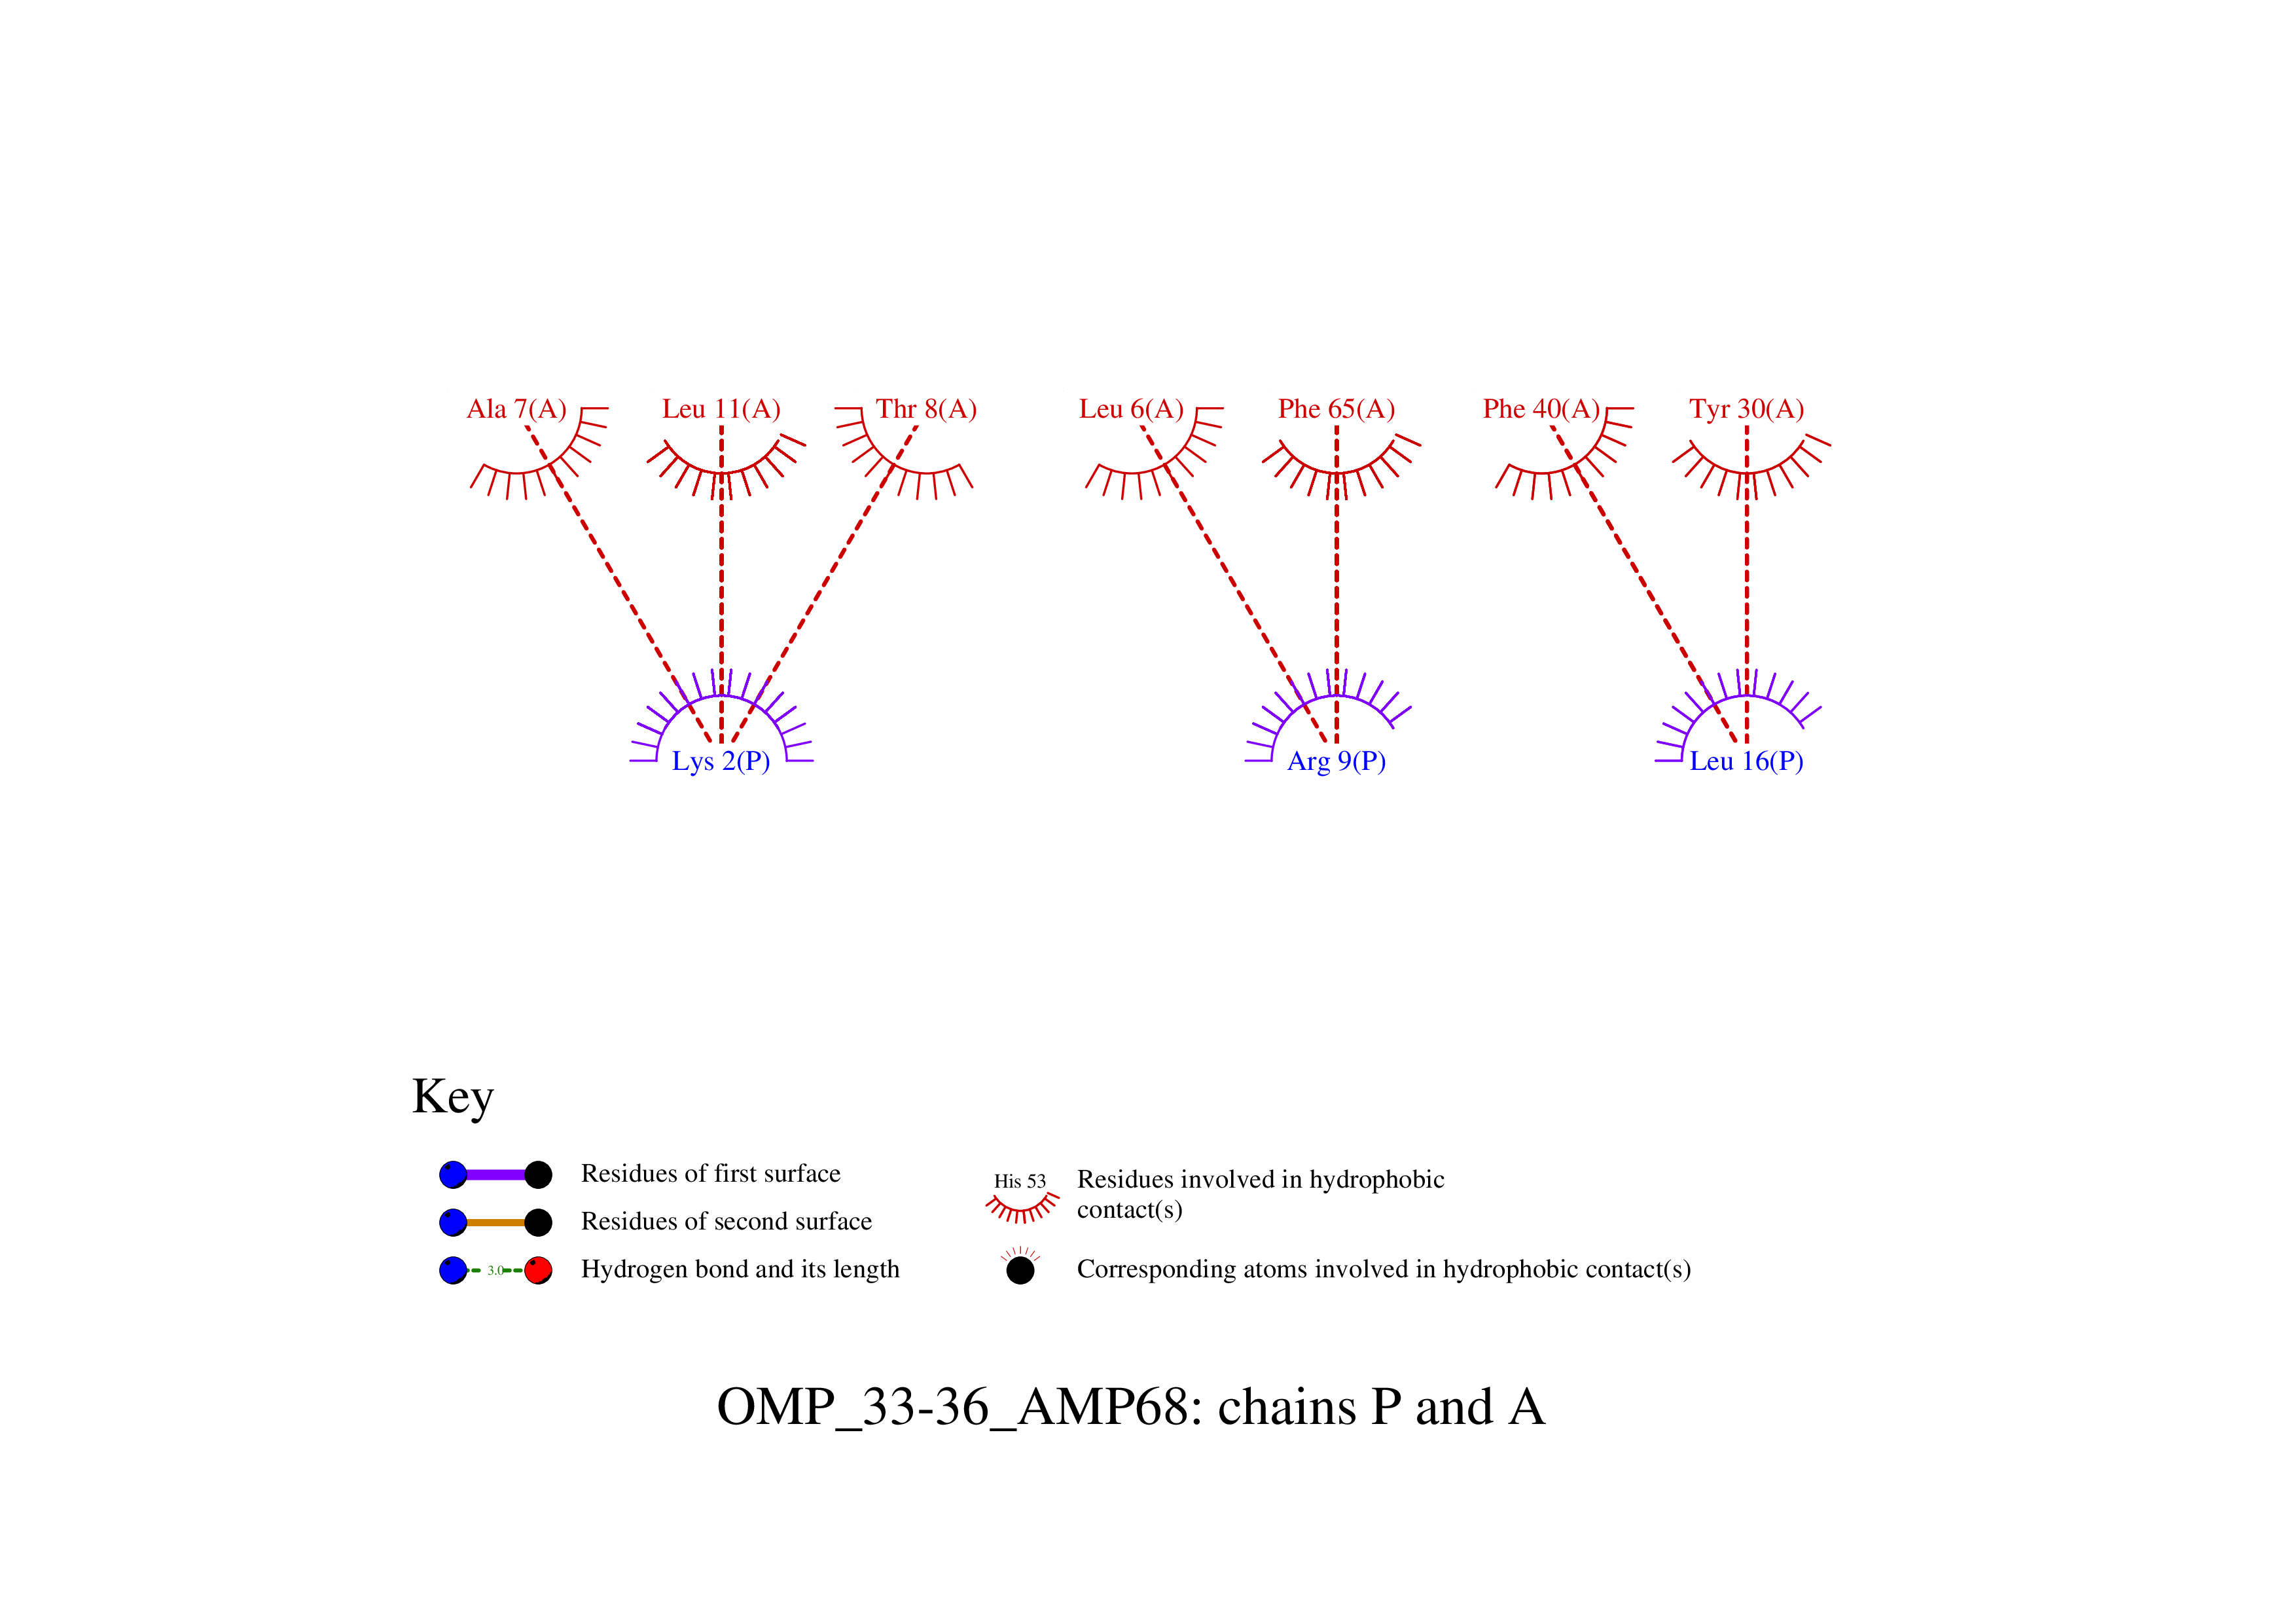 Ala 7(A) Leu 11(A) Thr 8(A) Leu 6(A) Phe 65(A) Phe 40(A) Tyr 30(A)
Lys 2(P) Arg 9(P) Leu 16(P)
Key
Residues of first surface
Residues of second surface
3.0 Hydrogen bond and its length
His 53 Residues involved in hydrophobic
contact(s)
Corresponding atoms involved in hydrophobic contact(s)
OMP_33-36_AMP68: chains P and A